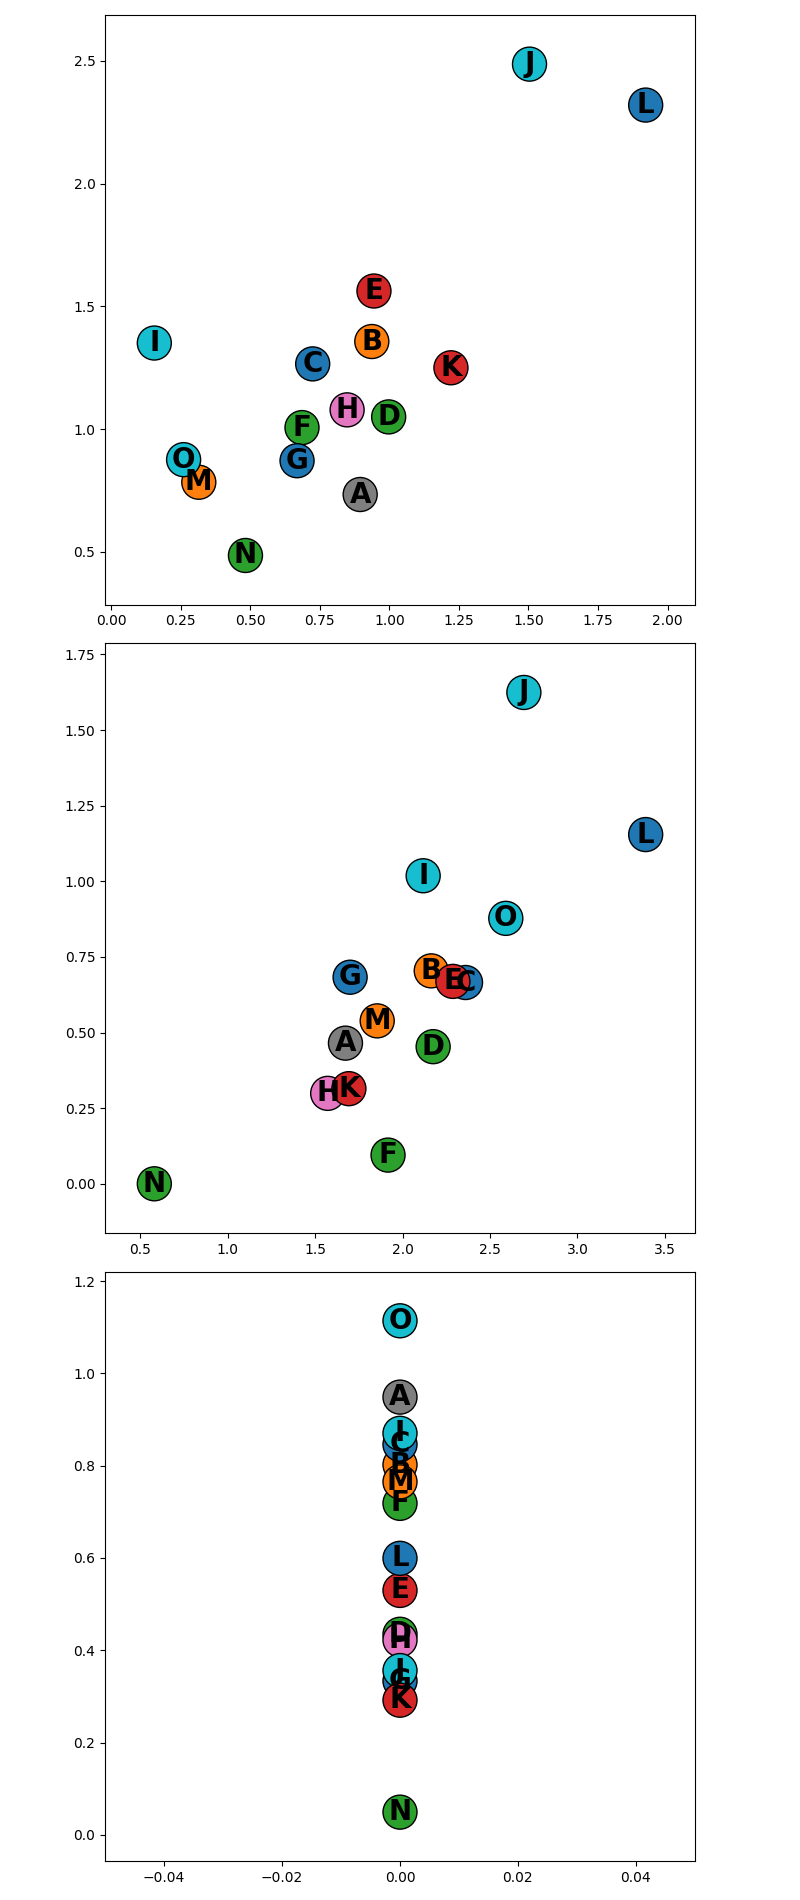 2.5
J
L
2.0
E
1.5
I
B
C
K
H
D
F
1.0
O
G
M
A
N
0.5
0.00 0.25 0.50 0.75 1.00 1.25 1.50 1.75 2.00
1.75
J
1.50
1.25
L
1.00
I
O
0.75
B
G
E C
M
0.50
A
D
H K
0.25
F
0.00
N
0.5 1.0 1.5 2.0 2.5 3.0 3.5
1.2
O
1.0
A
C
0.8
B
M
F
0.6
L
E
D
H
0.4
G
K
0.2
N
0.0
−0.04 −0.02 0.00 0.02 0.04